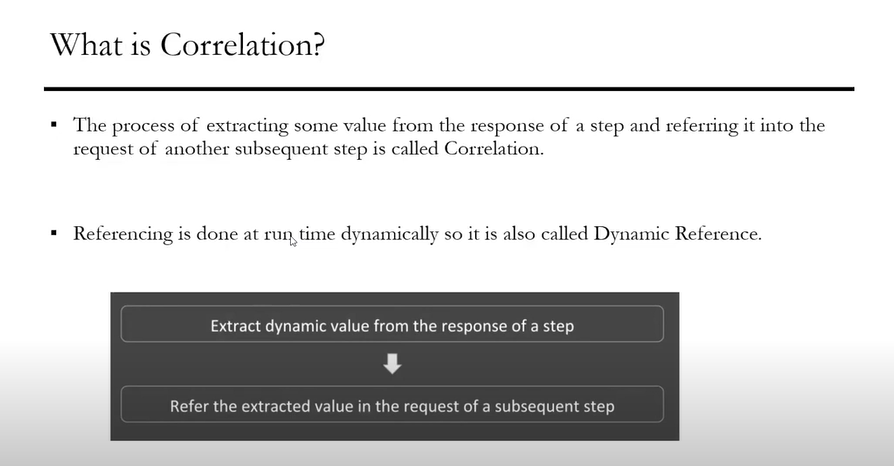 What is Correlation?
▪ The process of extracting some value from the response of a step and referring it into the
request of another subsequent step is called Correlation.
▪ Referencing is done at run time dynamically so it is also called Dynamic Reference.
Extract dynamic value from the response of a step
Refer the extracted value in the request of a subsequent step